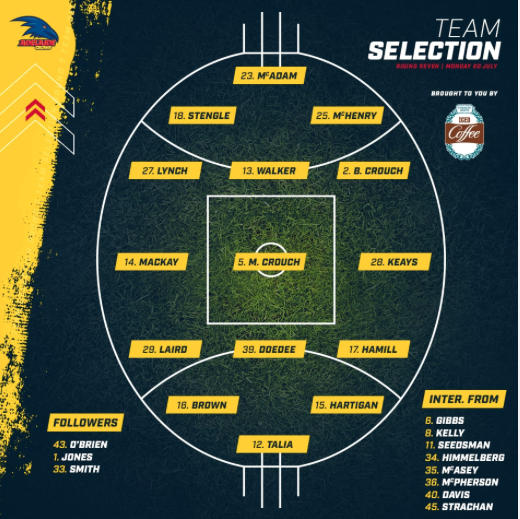 ADELAIDE
TEAM
SELECTION
ROUND SEVEN | MONDAY 20 JULY
BROUGHT TO YOU BY
ICED
Coffee
23. McADAM
18. STENGLE
25. McHENRY
27. LYNCH
13. WALKER
2. B. CROUCH
14. MACKAY
5. M. CROUCH
28. KEAYS
29. LAIRD
39. DOEDEE
17. HAMILL
16. BROWN
15. HARTIGAN
12. TALIA
FOLLOWERS
43. O'BRIEN
1. JONES
33. SMITH
INTER. FROM
6. GIBBS
8. KELLY
11. SEEDSMAN
34. HIMMELBERG
35. McASEY
36. McPHERSON
40. DAVIS
45. STRACHAN